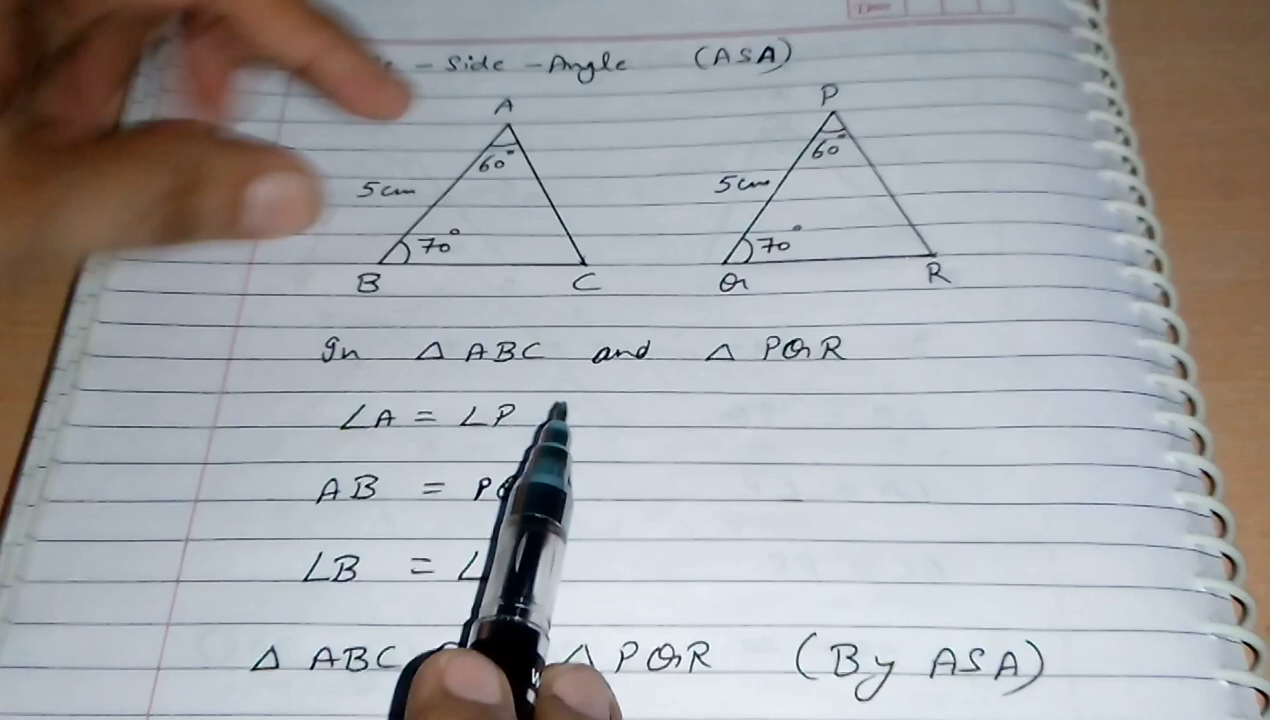 - Side - Angle (ASA)
A P
60° 60°
5cm 5cm
70° 70°
B C Q R
In △ ABC and △ PQR
∠A = ∠P
AB = P
∠B = ∠
△ ABC △ PQR (By ASA)